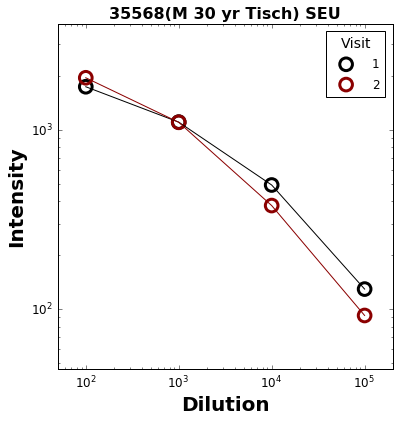 35568(M 30 yr Tisch) SEU
Visit
1
2
10³
10²
Intensity
10² 10³ 10⁴ 10⁵
Dilution